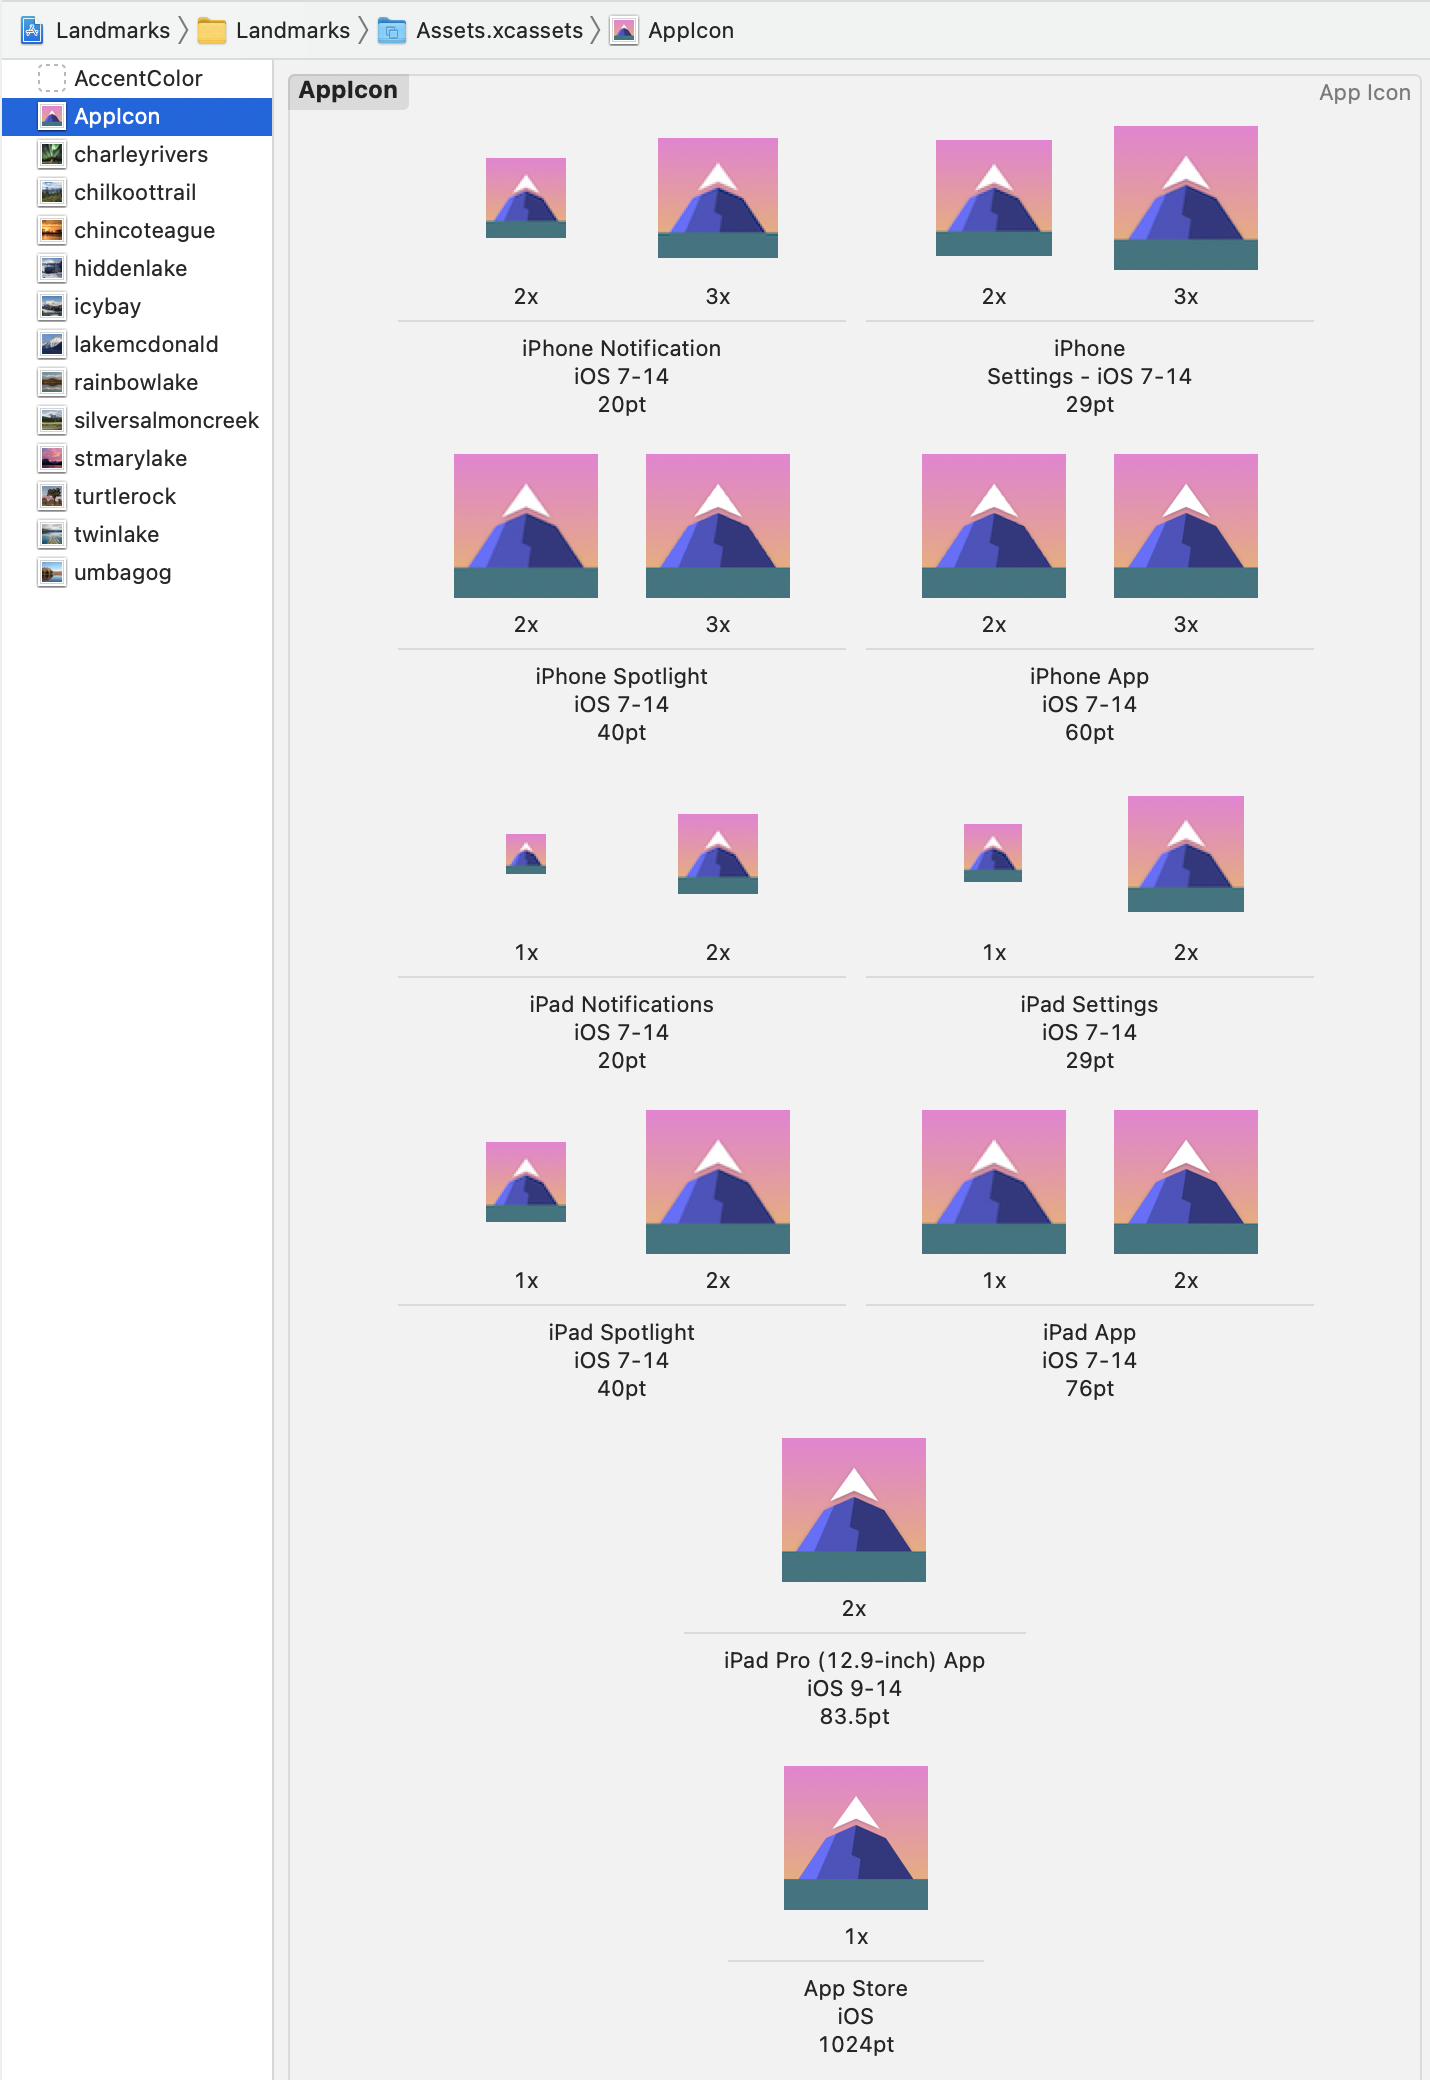 Landmarks
Landmarks
Assets.xcassets
AppIcon
AccentColor
AppIcon
charleyrivers
chilkoottrail
chincoteague
hiddenlake
icybay
lakemcdonald
rainbowlake
silversalmoncreek
stmarylake
turtlerock
twinlake
umbagog
AppIcon
App Icon
2x
3x
iPhone Notification
iOS 7-14
20pt
2x
3x
iPhone
Settings - iOS 7-14
29pt
2x
3x
iPhone Spotlight
iOS 7-14
40pt
2x
3x
iPhone App
iOS 7-14
60pt
1x
2x
iPad Notifications
iOS 7-14
20pt
1x
2x
iPad Settings
iOS 7-14
29pt
1x
2x
iPad Spotlight
iOS 7-14
40pt
1x
2x
iPad App
iOS 7-14
76pt
2x
iPad Pro (12.9-inch) App
iOS 9-14
83.5pt
1x
App Store
iOS
1024pt